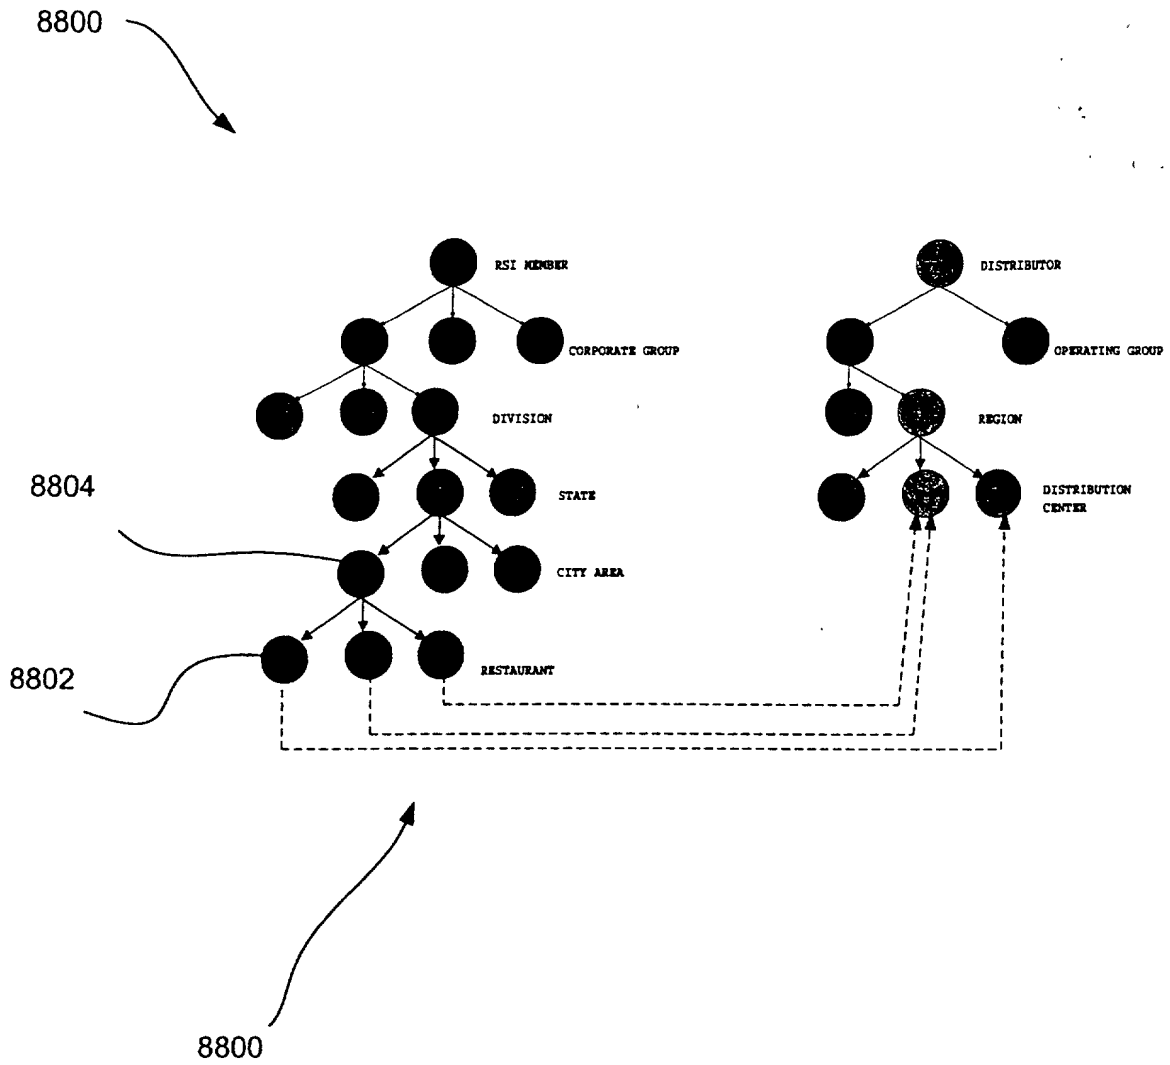 8800
RSI MEMBER
DISTRIBUTOR
CORPORATE GROUP
OPERATING GROUP
DIVISION
REGION
8804
STATE
DISTRIBUTION
CENTER
CITY AREA
8802
RESTAURANT
8800